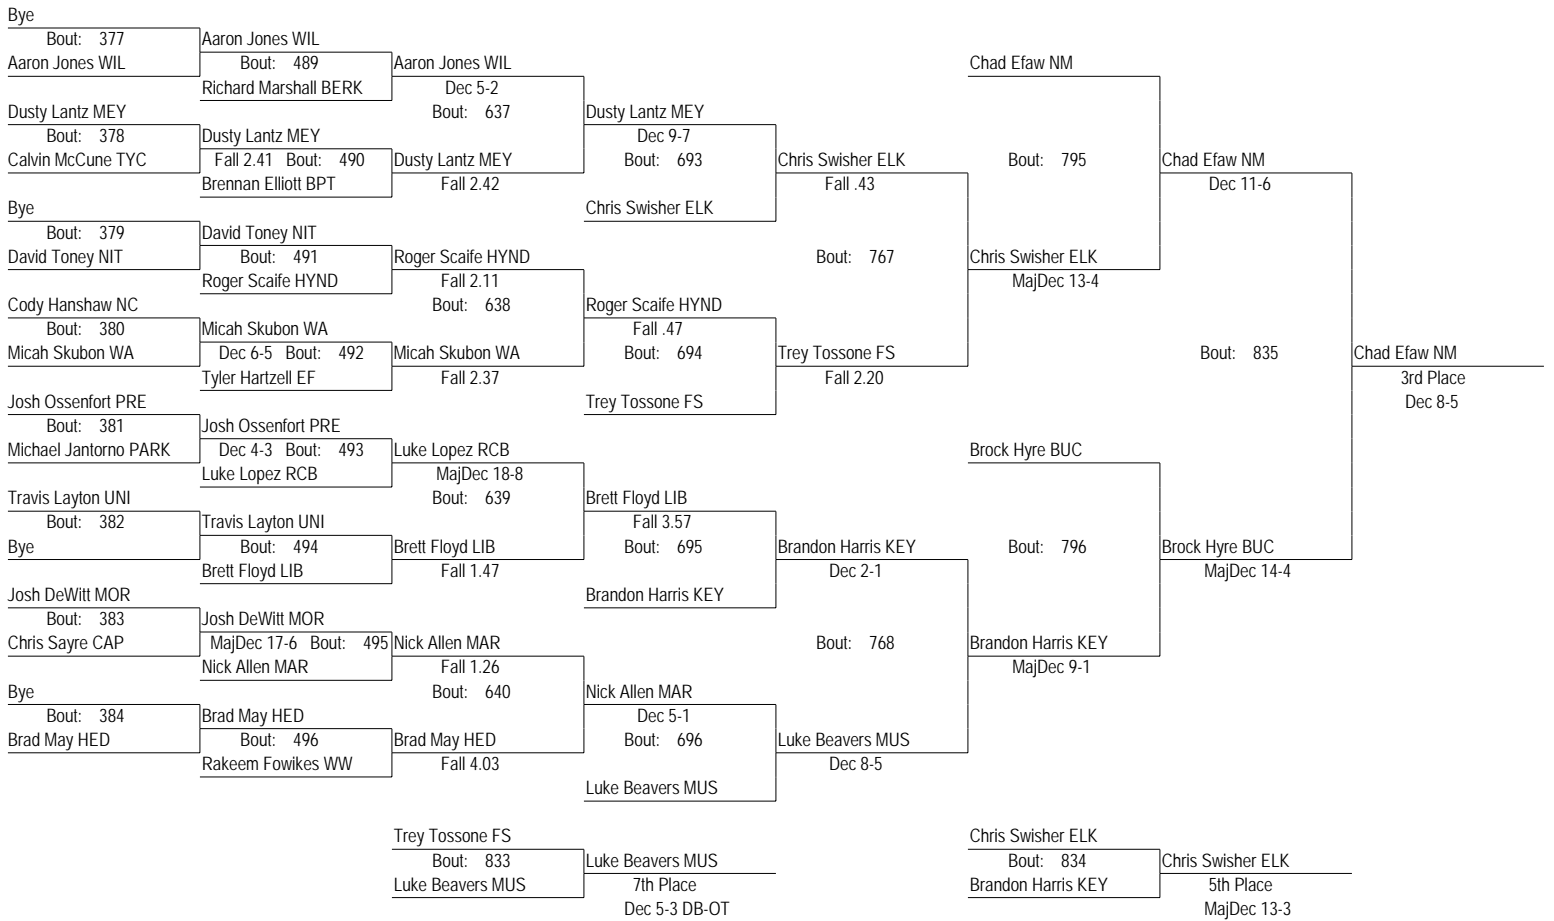 Bye
Bout: 377
Aaron Jones WIL
Aaron Jones WIL
Bout: 489
Aaron Jones WIL
Chad Efaw NM
Richard Marshall BERK
Dec 5-2
Dusty Lantz MEY
Bout: 637
Dusty Lantz MEY
Bout: 378
Dusty Lantz MEY
Dec 9-7
Calvin McCune TYC
Fall 2.41 Bout: 490
Dusty Lantz MEY
Bout: 693
Chris Swisher ELK
Bout: 795
Chad Efaw NM
Brennan Elliott BPT
Fall 2.42
Fall .43
Dec 11-6
Bye
Chris Swisher ELK
Bout: 379
David Toney NIT
David Toney NIT
Bout: 491
Roger Scaife HYND
Bout: 767
Chris Swisher ELK
Roger Scaife HYND
Fall 2.11
MajDec 13-4
Cody Hanshaw NC
Bout: 638
Roger Scaife HYND
Bout: 380
Micah Skubon WA
Fall .47
Micah Skubon WA
Dec 6-5 Bout: 492
Micah Skubon WA
Bout: 694
Trey Tossone FS
Bout: 835
Chad Efaw NM
Tyler Hartzell EF
Fall 2.37
Fall 2.20
3rd Place
Josh Ossenfort PRE
Trey Tossone FS
Dec 8-5
Bout: 381
Josh Ossenfort PRE
Michael Jantorno PARK
Dec 4-3 Bout: 493
Luke Lopez RCB
Brock Hyre BUC
Luke Lopez RCB
MajDec 18-8
Travis Layton UNI
Bout: 639
Brett Floyd LIB
Bout: 382
Travis Layton UNI
Fall 3.57
Bye
Bout: 494
Brett Floyd LIB
Bout: 695
Brandon Harris KEY
Bout: 796
Brock Hyre BUC
Brett Floyd LIB
Fall 1.47
Dec 2-1
MajDec 14-4
Josh DeWitt MOR
Brandon Harris KEY
Bout: 383
Josh DeWitt MOR
Chris Sayre CAP
MajDec 17-6 Bout: 495
Nick Allen MAR
Bout: 768
Brandon Harris KEY
Nick Allen MAR
Fall 1.26
MajDec 9-1
Bye
Bout: 640
Nick Allen MAR
Bout: 384
Brad May HED
Dec 5-1
Brad May HED
Bout: 496
Brad May HED
Bout: 696
Luke Beavers MUS
Rakeem Fowikes WW
Fall 4.03
Dec 8-5
Luke Beavers MUS
Trey Tossone FS
Chris Swisher ELK
Bout: 833
Luke Beavers MUS
Bout: 834
Chris Swisher ELK
Luke Beavers MUS
7th Place
Brandon Harris KEY
5th Place
Dec 5-3 DB-OT
MajDec 13-3